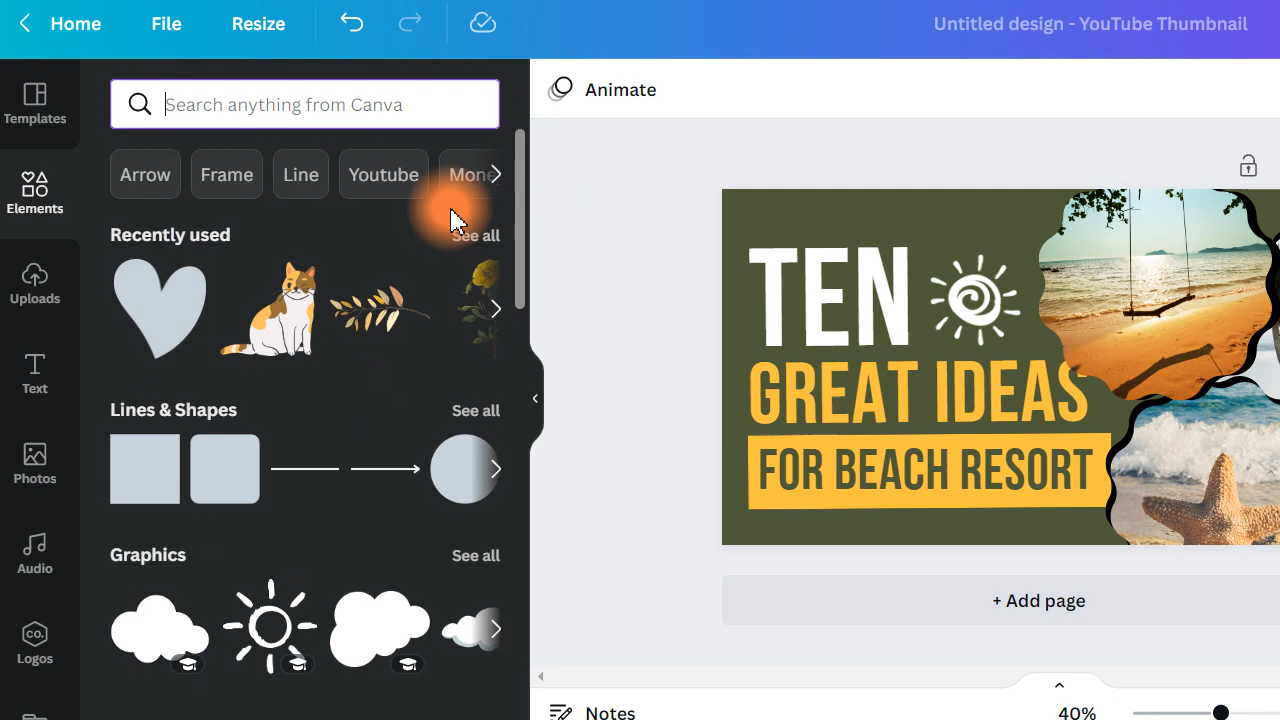 Home File Resize
Untitled design - YouTube Thumbnail
Templates
Elements
Uploads
Text
Photos
Audio
CO.
Logos
Search anything from Canva
Arrow Frame Line Youtube Mone
Recently used See all
Lines & Shapes See all
Graphics See all
Animate
TEN
GREAT IDEAS
FOR BEACH RESORT
+ Add page
Notes 40%